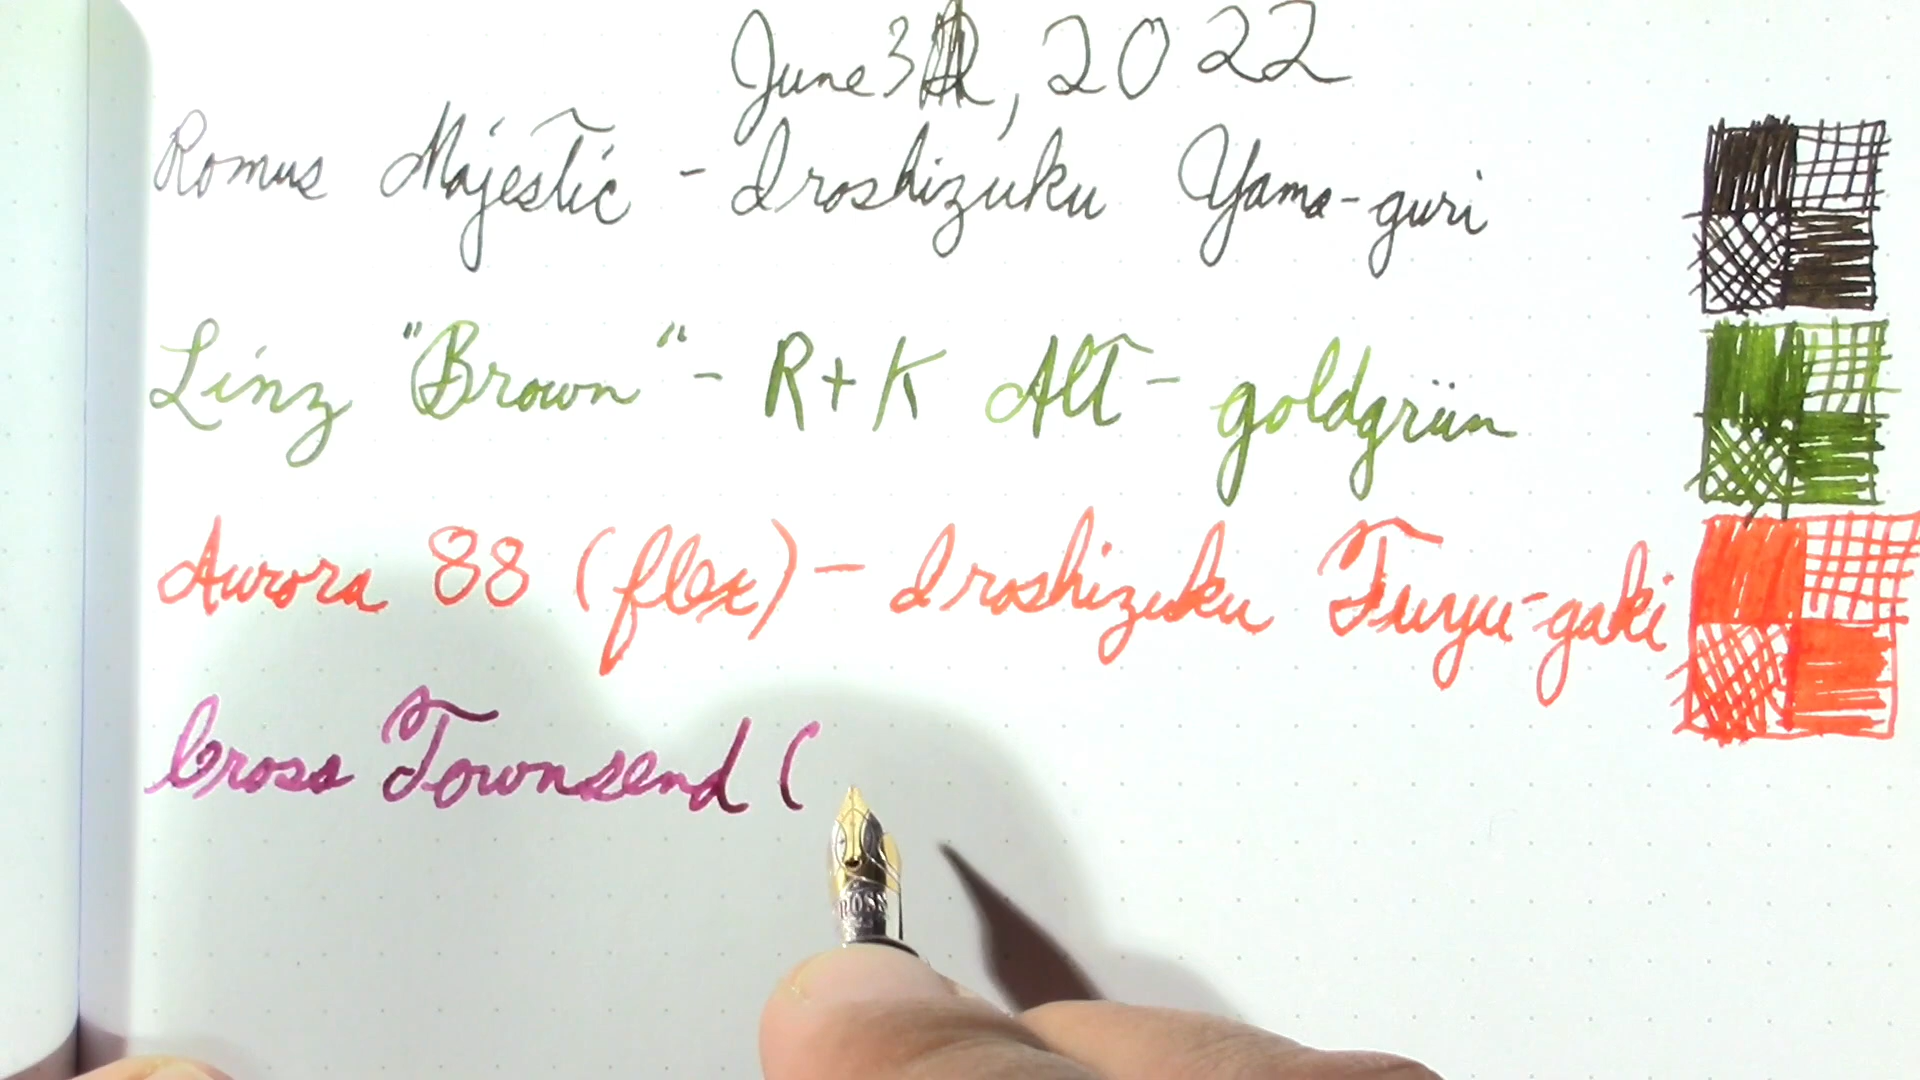 June 3, 2022
Romus Majestic - Iroshizuku Yama-guri
Linz "Brown" - R+K Alt-goldgrün
Aurora 88 (flex) - Iroshizuku Fuyu-gaki
Cross Townsend (
ROSS